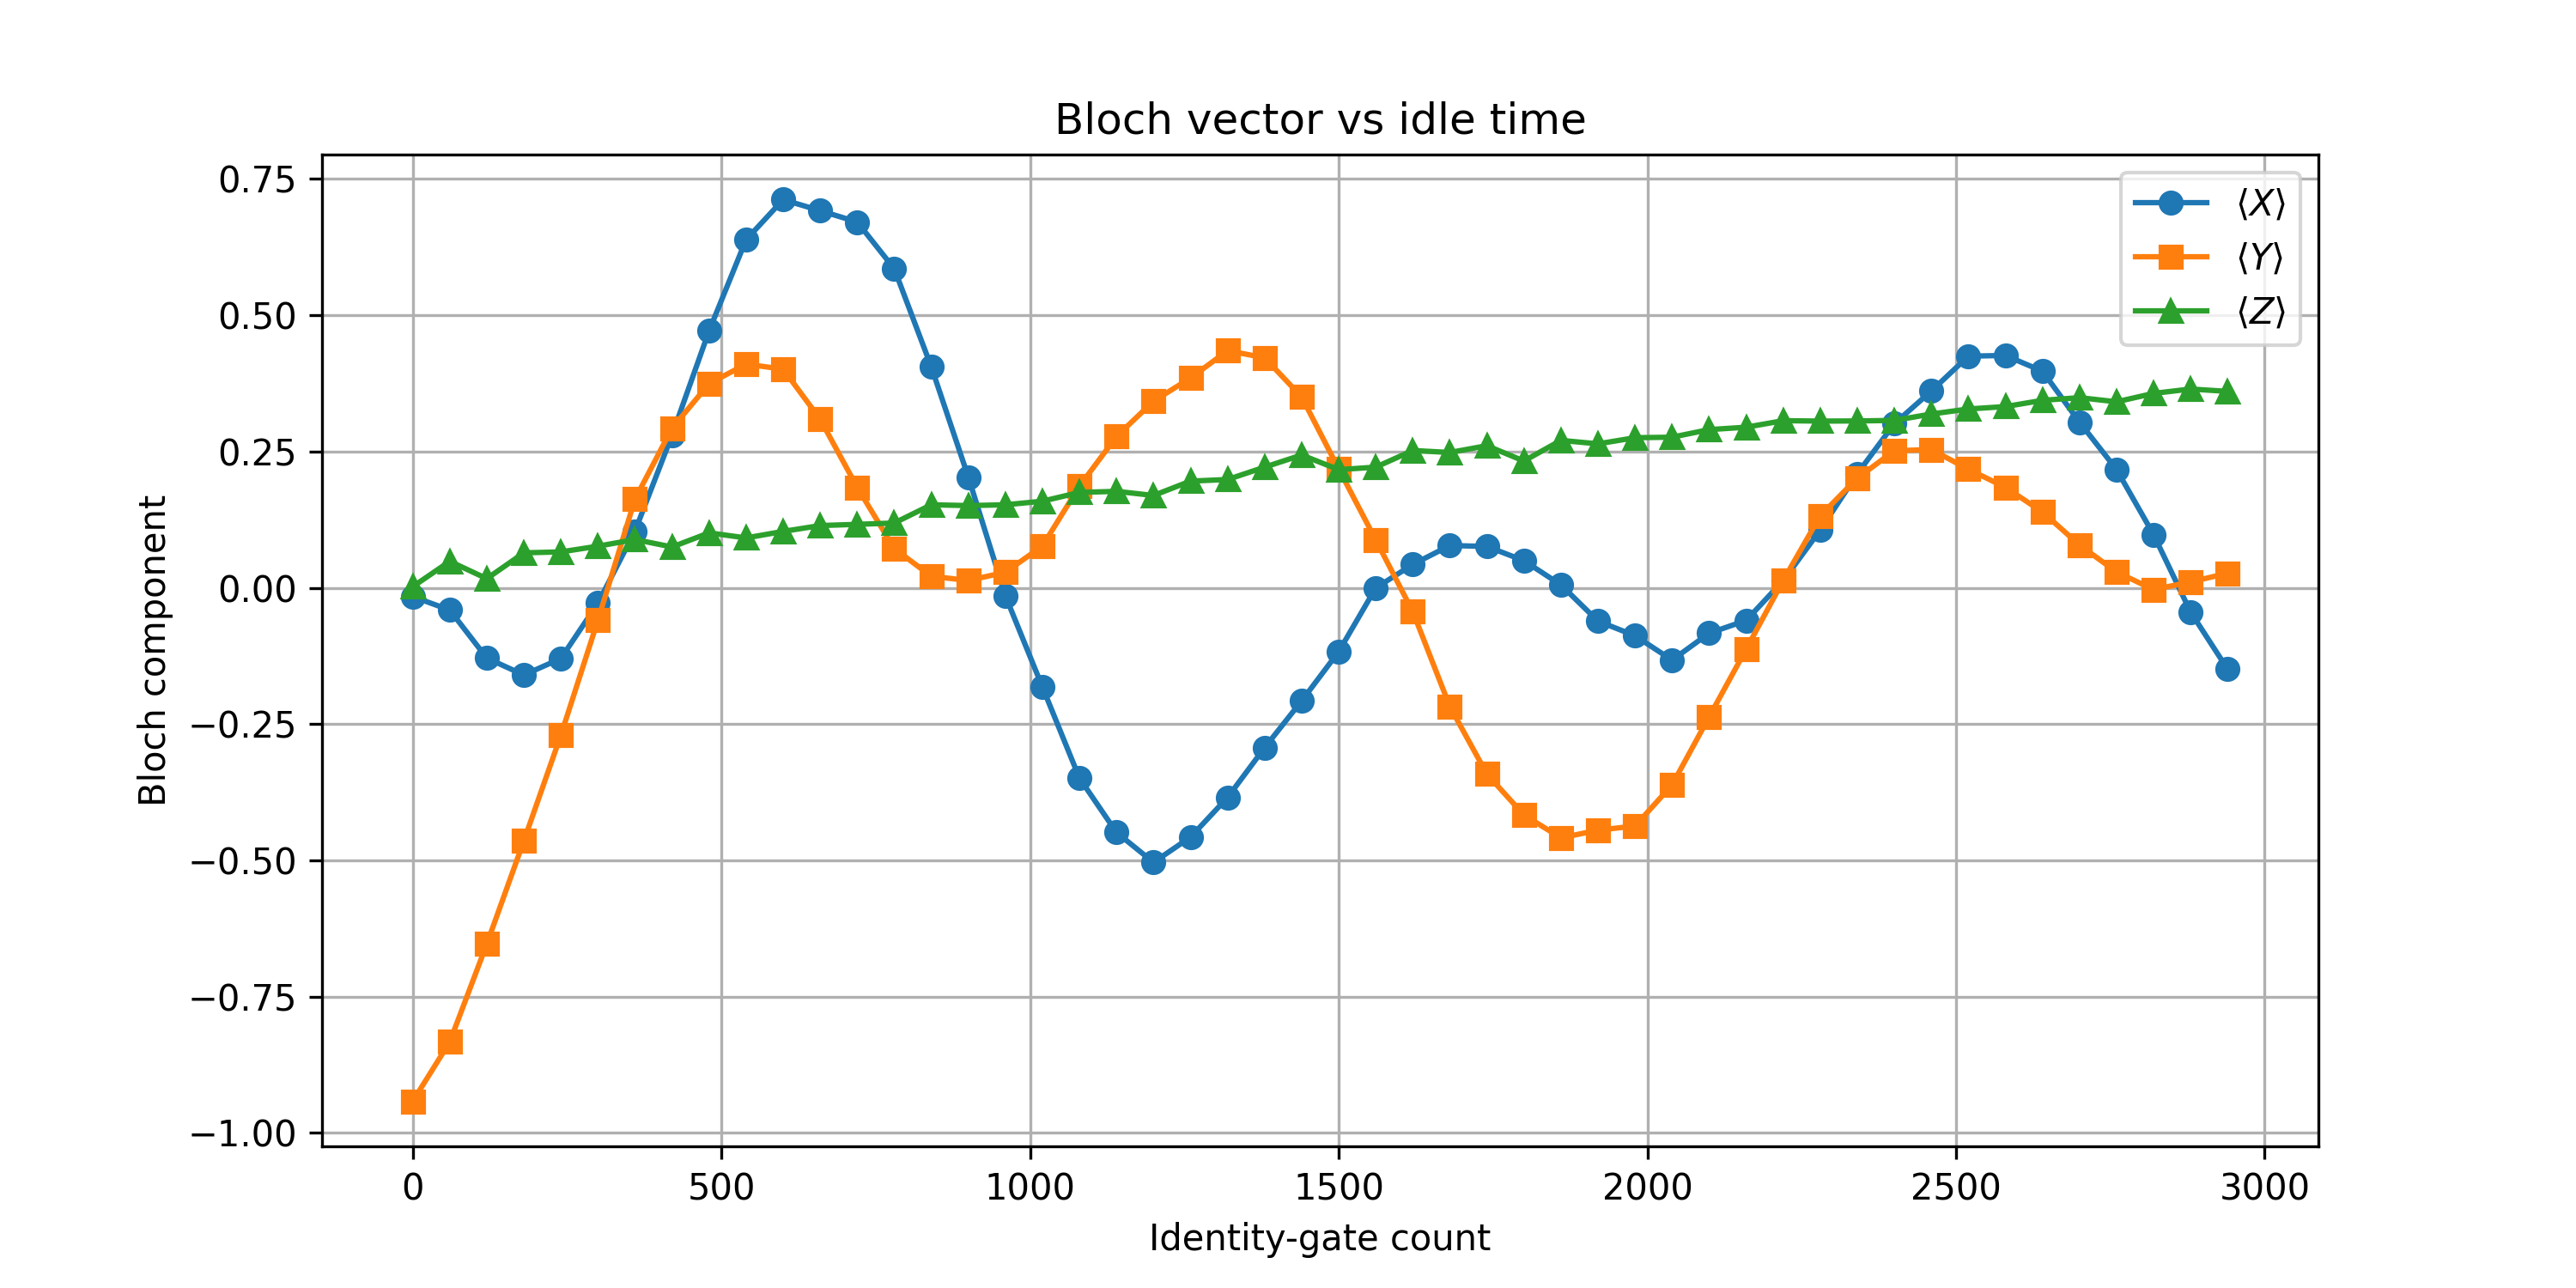 Bloch vector vs idle time
Bloch component
0.75
0.50
0.25
0.00
−0.25
−0.50
−0.75
−1.00
⟨X⟩
⟨Y⟩
⟨Z⟩
0 500 1000 1500 2000 2500 3000
Identity-gate count